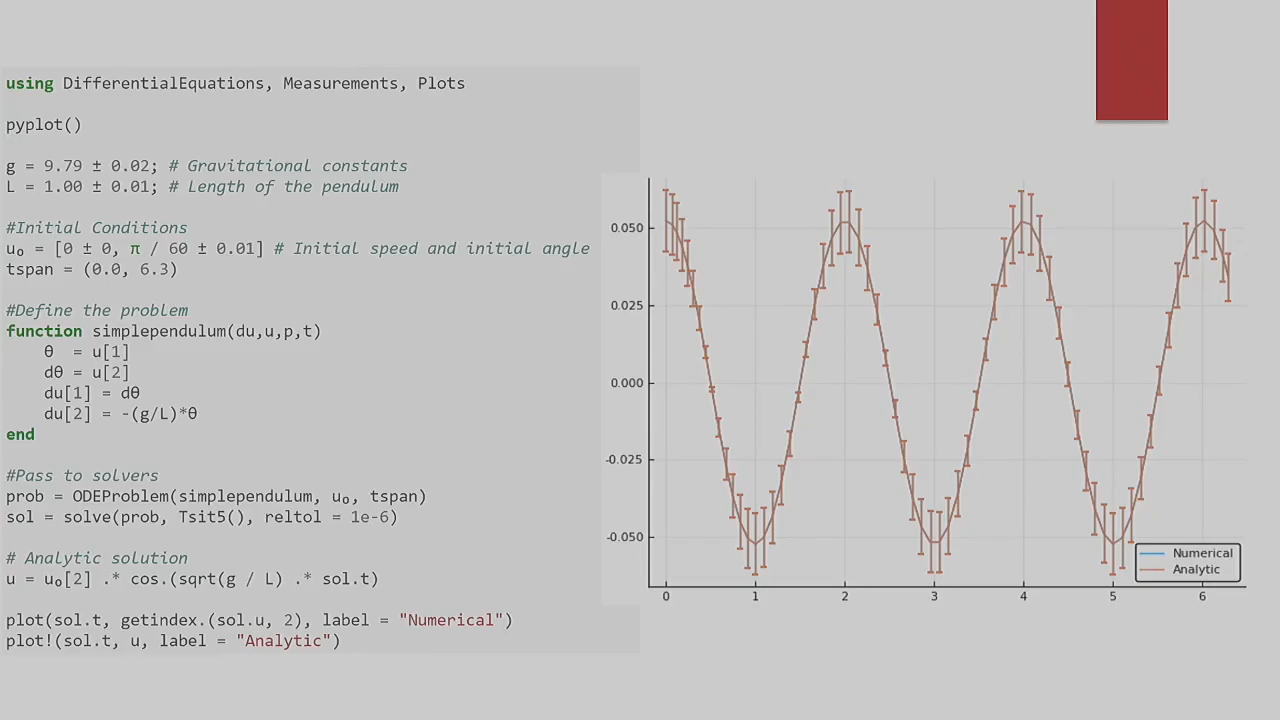 using DifferentialEquations, Measurements, Plots
pyplot()
g = 9.79 ± 0.02; # Gravitational constants
L = 1.00 ± 0.01; # Length of the pendulum
#Initial Conditions
u₀ = [0 ± 0, π / 60 ± 0.01] # Initial speed and initial angle
tspan = (0.0, 6.3)
#Define the problem
function simplependulum(du,u,p,t)
    θ  = u[1]
    dθ = u[2]
    du[1] = dθ
    du[2] = -(g/L)*θ
end
#Pass to solvers
prob = ODEProblem(simplependulum, u₀, tspan)
sol = solve(prob, Tsit5(), reltol = 1e-6)
# Analytic solution
u = u₀[2] .* cos.(sqrt(g / L) .* sol.t)
plot(sol.t, getindex.(sol.u, 2), label = "Numerical")
plot!(sol.t, u, label = "Analytic")
0.050
0.025
0.000
-0.025
-0.050
Numerical
Analytic
0 1 2 3 4 5 6